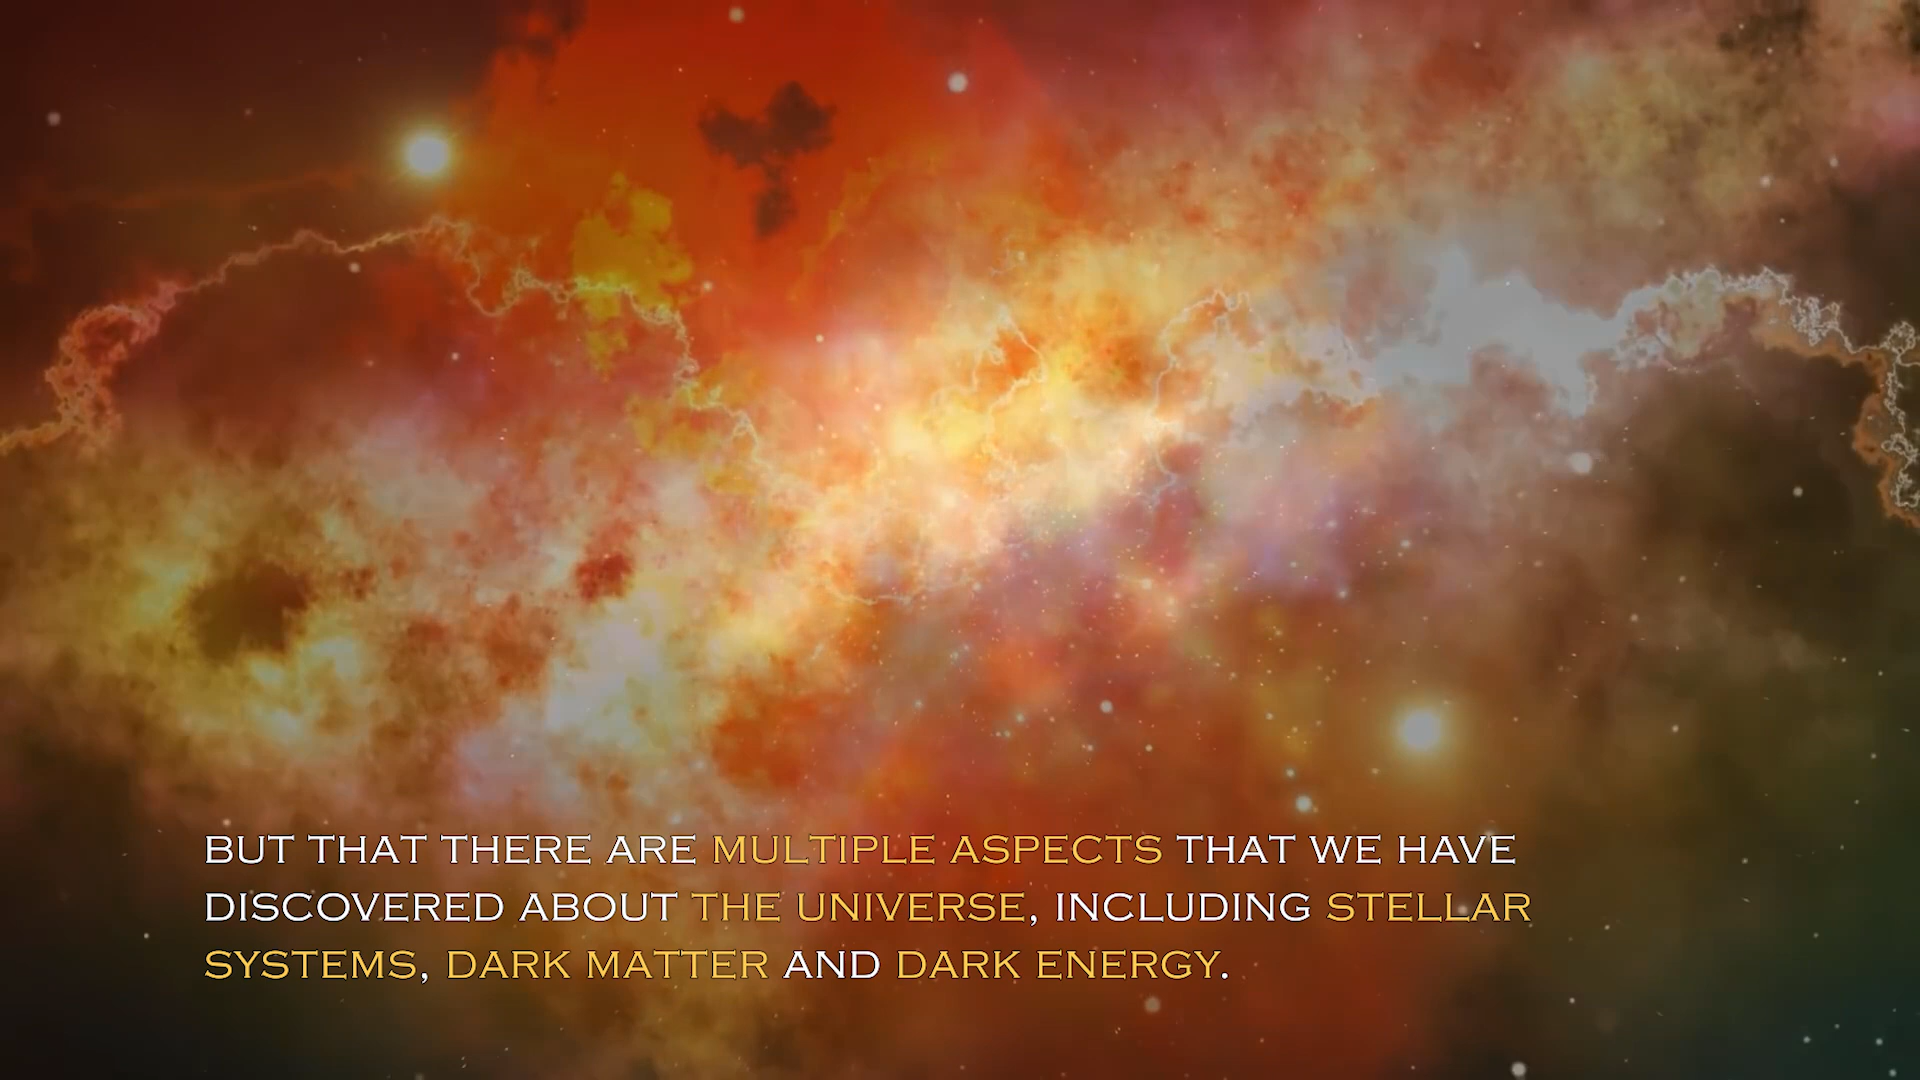 BUT THAT THERE ARE MULTIPLE ASPECTS THAT WE HAVE
DISCOVERED ABOUT THE UNIVERSE, INCLUDING STELLAR
SYSTEMS, DARK MATTER AND DARK ENERGY.